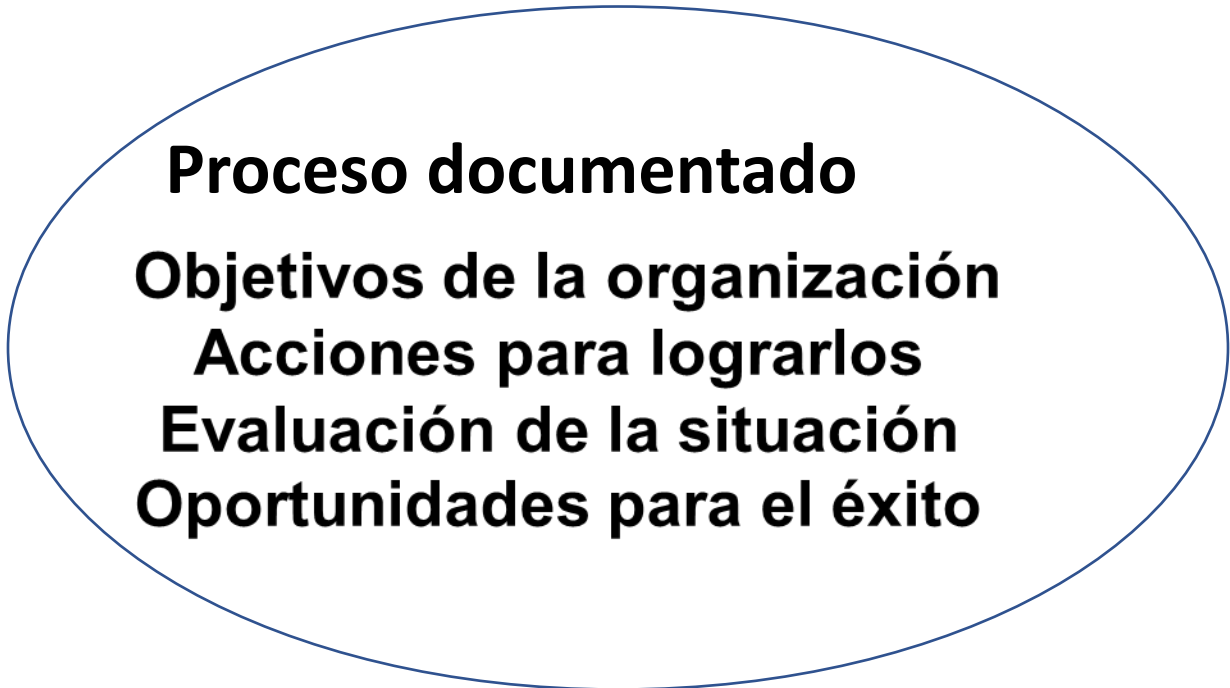 Proceso documentado
Objetivos de la organización
Acciones para lograrlos
Evaluación de la situación
Oportunidades para el éxito